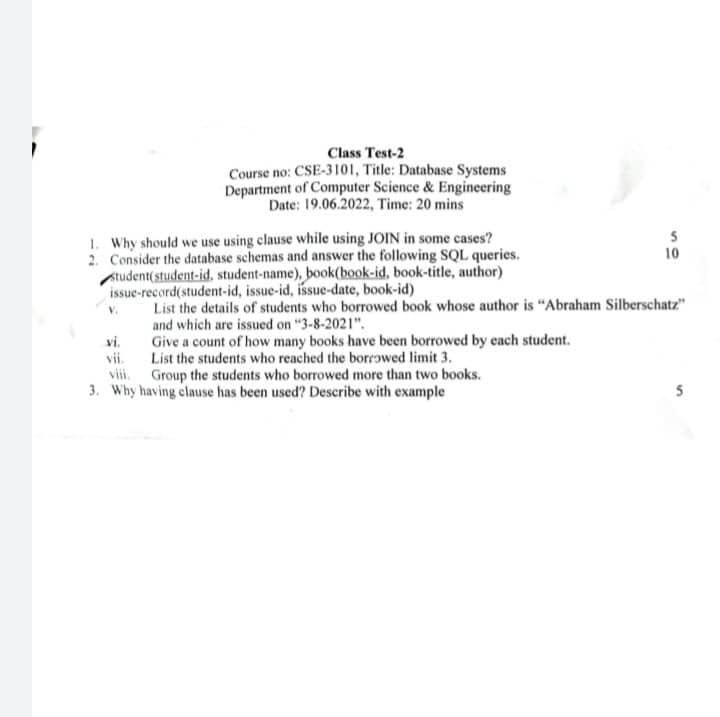 Class Test-2
Course no: CSE-3101, Title: Database Systems
Department of Computer Science & Engineering
Date: 19.06.2022, Time: 20 mins
1. Why should we use using clause while using JOIN in some cases? 5
2. Consider the database schemas and answer the following SQL queries. 10
student(student-id, student-name), book(book-id, book-title, author)
issue-record(student-id, issue-id, issue-date, book-id)
v. List the details of students who borrowed book whose author is "Abraham Silberschatz"
and which are issued on "3-8-2021".
vi. Give a count of how many books have been borrowed by each student.
vii. List the students who reached the borrowed limit 3.
viii. Group the students who borrowed more than two books.
3. Why having clause has been used? Describe with example 5